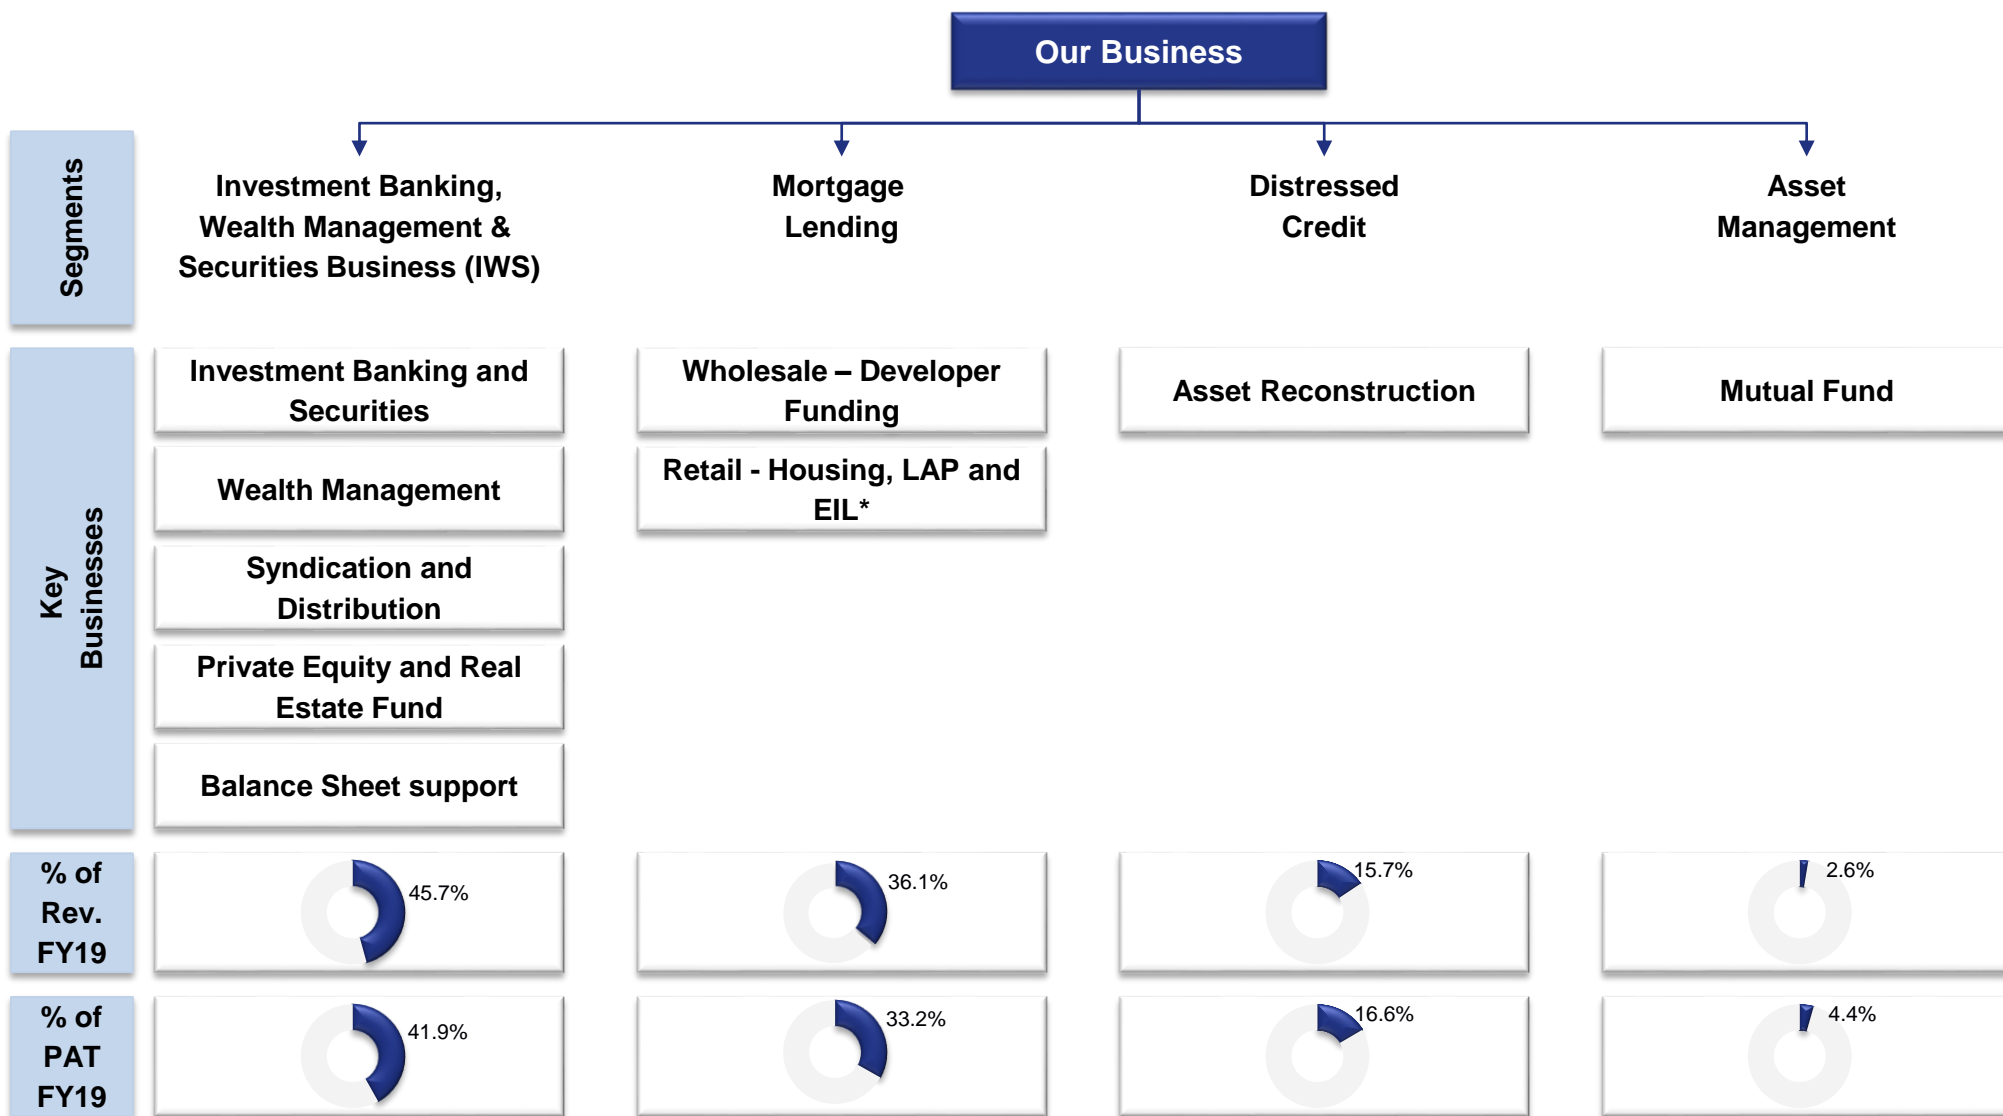 Our Business
Segments
Investment Banking,
Wealth Management &
Securities Business (IWS)
Mortgage
Lending
Distressed
Credit
Asset
Management
Key
Businesses
Investment Banking and
Securities
Wholesale – Developer
Funding
Asset Reconstruction
Mutual Fund
Wealth Management
Retail - Housing, LAP and
EIL*
Syndication and
Distribution
Private Equity and Real
Estate Fund
Balance Sheet support
% of
Rev.
FY19
45.7%
36.1%
15.7%
2.6%
% of
PAT
FY19
41.9%
33.2%
16.6%
4.4%